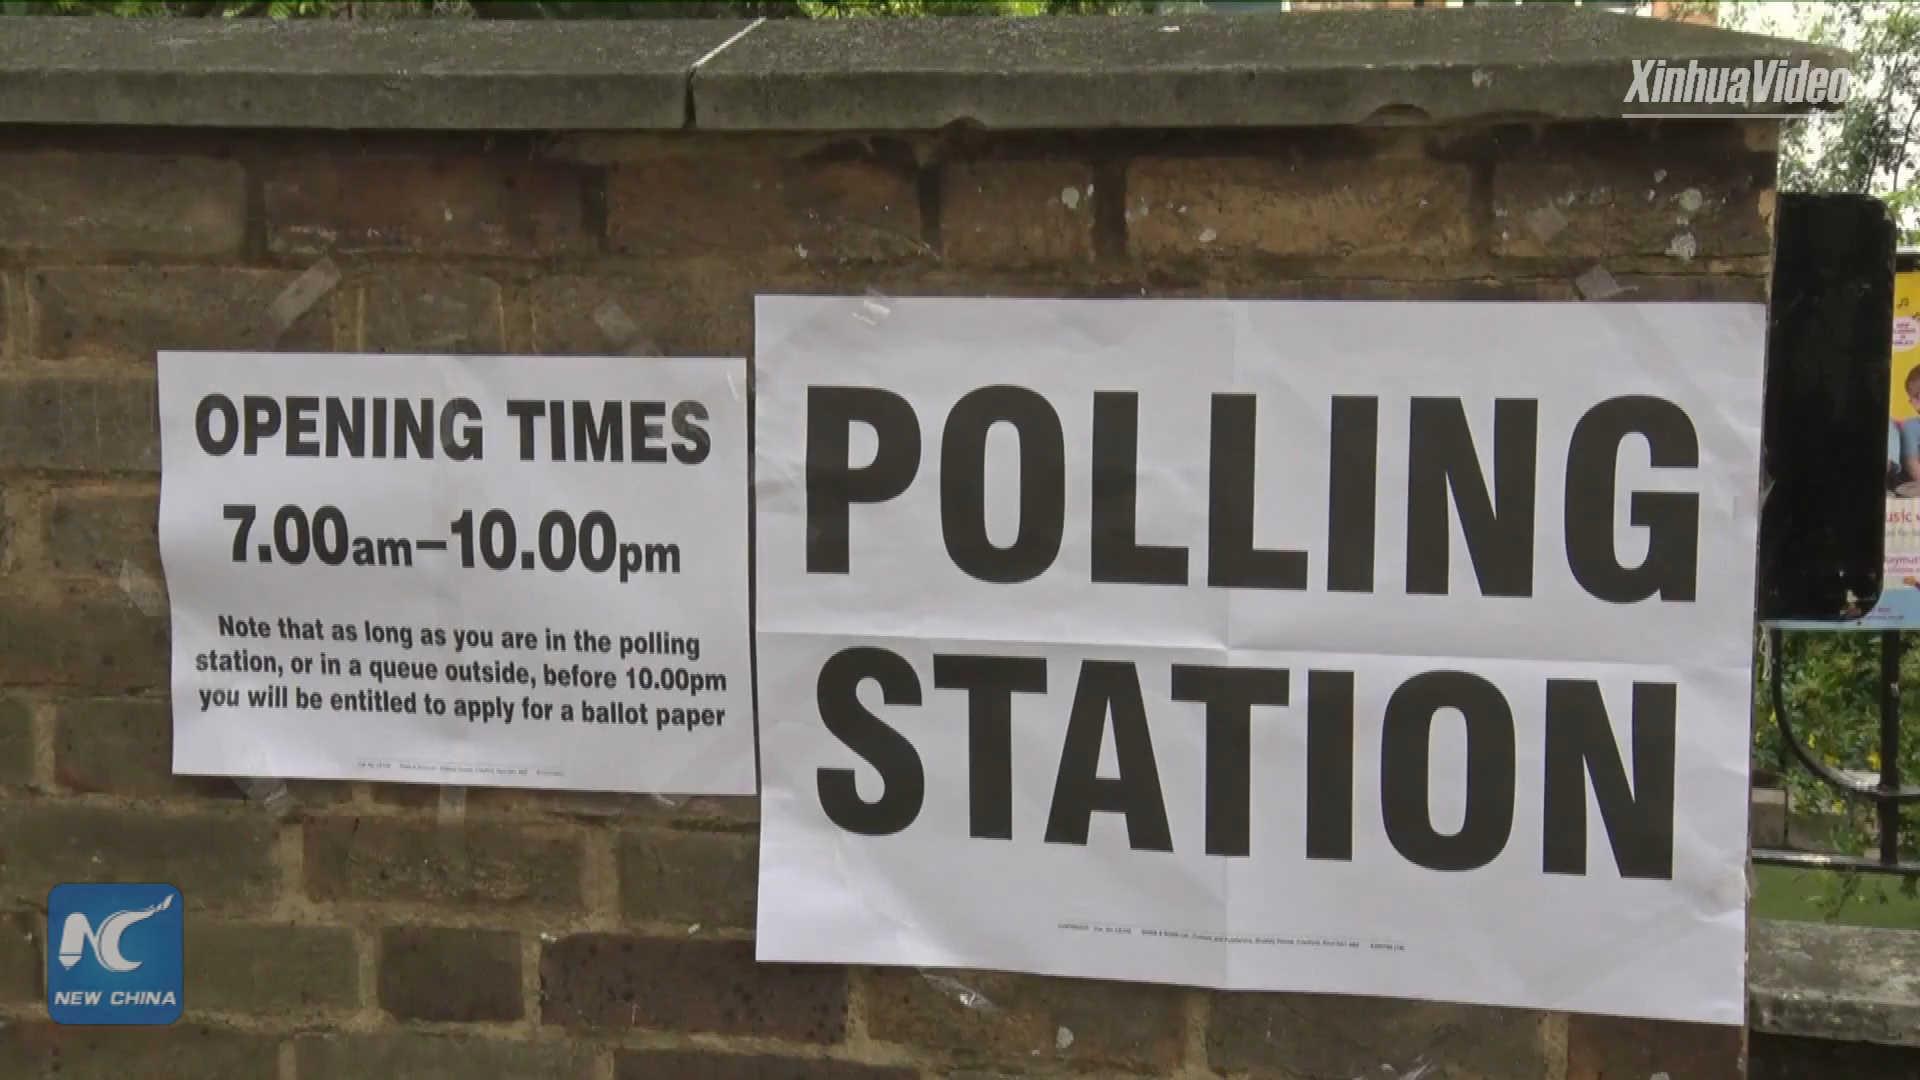 XinhuaVideo
OPENING TIMES
7.00am–10.00pm
Note that as long as you are in the polling
station, or in a queue outside, before 10.00pm
you will be entitled to apply for a ballot paper
POLLING
STATION
NC
NEW CHINA